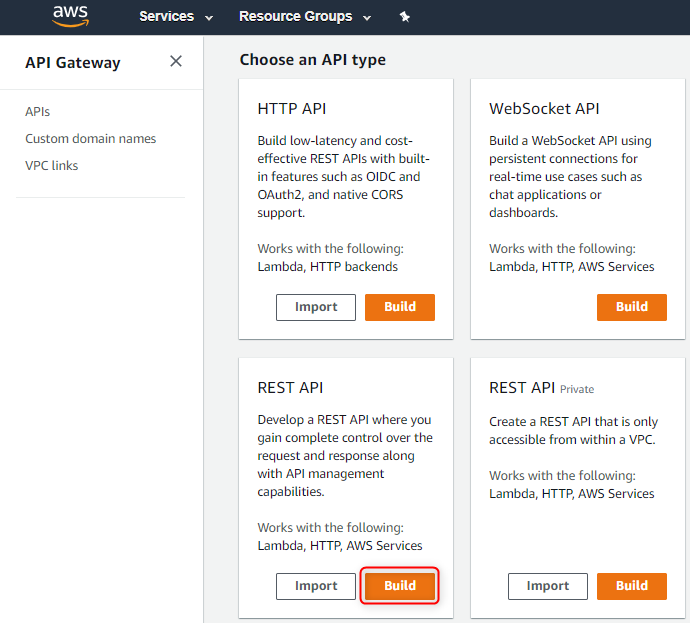 aws
Services
Resource Groups
API Gateway
APIs
Custom domain names
VPC links
Choose an API type
HTTP API
Build low-latency and cost-
effective REST APIs with built-
in features such as OIDC and
OAuth2, and native CORS
support.
Works with the following:
Lambda, HTTP backends
Import
Build
WebSocket API
Build a WebSocket API using
persistent connections for
real-time use cases such as
chat applications or
dashboards.
Works with the following:
Lambda, HTTP, AWS Services
Build
REST API
Develop a REST API where you
gain complete control over the
request and response along
with API management
capabilities.
Works with the following:
Lambda, HTTP, AWS Services
Import
Build
REST API Private
Create a REST API that is only
accessible from within a VPC.
Works with the following:
Lambda, HTTP, AWS Services
Import
Build